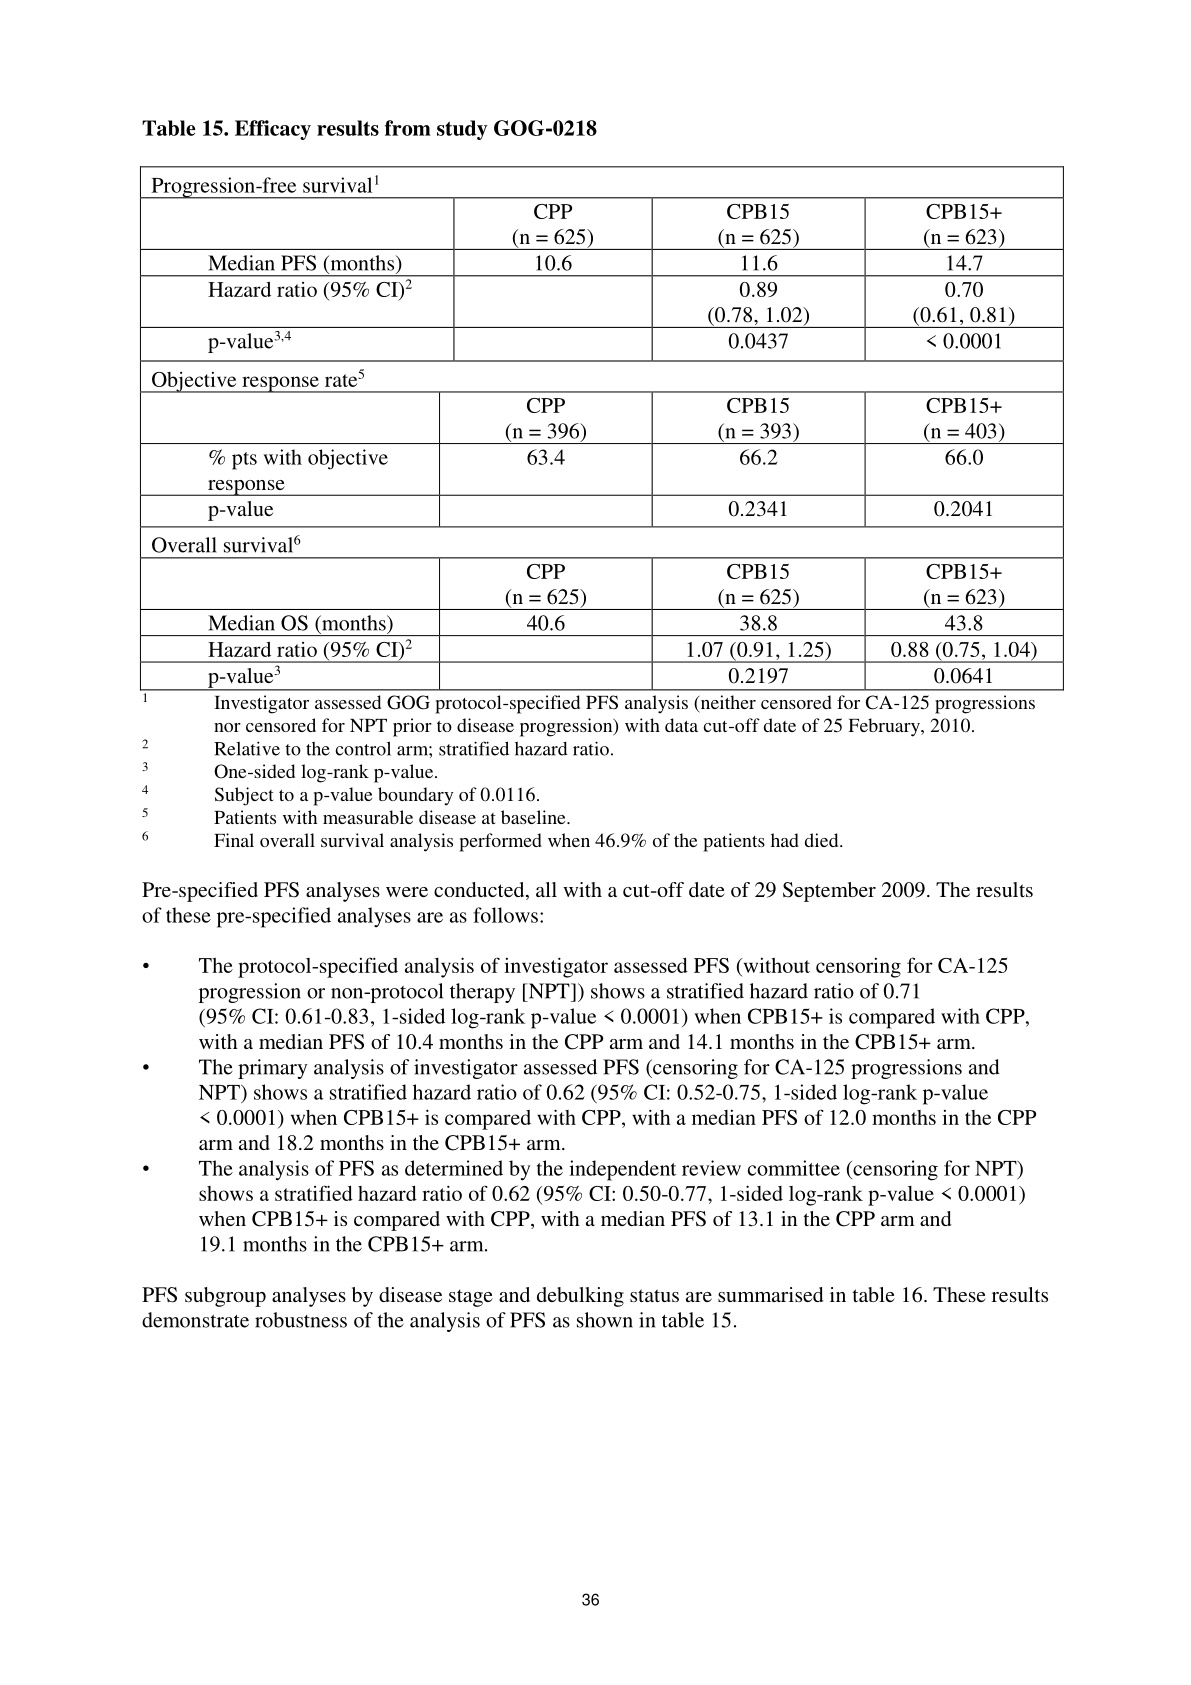 Table 15. Efficacy results from study GOG-0218
Progression-free survival1
CPP CPB15 CPB15+
(n = 625) (n = 625) (n = 623)
Median PFS (months) 10.6 11.6 14.7
Hazard ratio (95% CI)2 0.89 0.70
(0.78, 1.02) (0.61, 0.81)
p-value3,4 0.0437 < 0.0001
Objective response rate5
CPP CPB15 CPB15+
(n = 396) (n = 393) (n = 403)
% pts with objective 63.4 66.2 66.0
response
p-value 0.2341 0.2041
Overall survival6
CPP CPB15 CPB15+
(n = 625) (n = 625) (n = 623)
Median OS (months) 40.6 38.8 43.8
Hazard ratio (95% CI)2 1.07 (0.91, 1.25) 0.88 (0.75, 1.04)
p-value3 0.2197 0.0641
1 Investigator assessed GOG protocol-specified PFS analysis (neither censored for CA-125 progressions
nor censored for NPT prior to disease progression) with data cut-off date of 25 February, 2010.
2 Relative to the control arm; stratified hazard ratio.
3 One-sided log-rank p-value.
4 Subject to a p-value boundary of 0.0116.
5 Patients with measurable disease at baseline.
6 Final overall survival analysis performed when 46.9% of the patients had died.
Pre-specified PFS analyses were conducted, all with a cut-off date of 29 September 2009. The results
of these pre-specified analyses are as follows:
• The protocol-specified analysis of investigator assessed PFS (without censoring for CA-125
progression or non-protocol therapy [NPT]) shows a stratified hazard ratio of 0.71
(95% CI: 0.61-0.83, 1-sided log-rank p-value < 0.0001) when CPB15+ is compared with CPP,
with a median PFS of 10.4 months in the CPP arm and 14.1 months in the CPB15+ arm.
• The primary analysis of investigator assessed PFS (censoring for CA-125 progressions and
NPT) shows a stratified hazard ratio of 0.62 (95% CI: 0.52-0.75, 1-sided log-rank p-value
< 0.0001) when CPB15+ is compared with CPP, with a median PFS of 12.0 months in the CPP
arm and 18.2 months in the CPB15+ arm.
• The analysis of PFS as determined by the independent review committee (censoring for NPT)
shows a stratified hazard ratio of 0.62 (95% CI: 0.50-0.77, 1-sided log-rank p-value < 0.0001)
when CPB15+ is compared with CPP, with a median PFS of 13.1 in the CPP arm and
19.1 months in the CPB15+ arm.
PFS subgroup analyses by disease stage and debulking status are summarised in table 16. These results
demonstrate robustness of the analysis of PFS as shown in table 15.
36